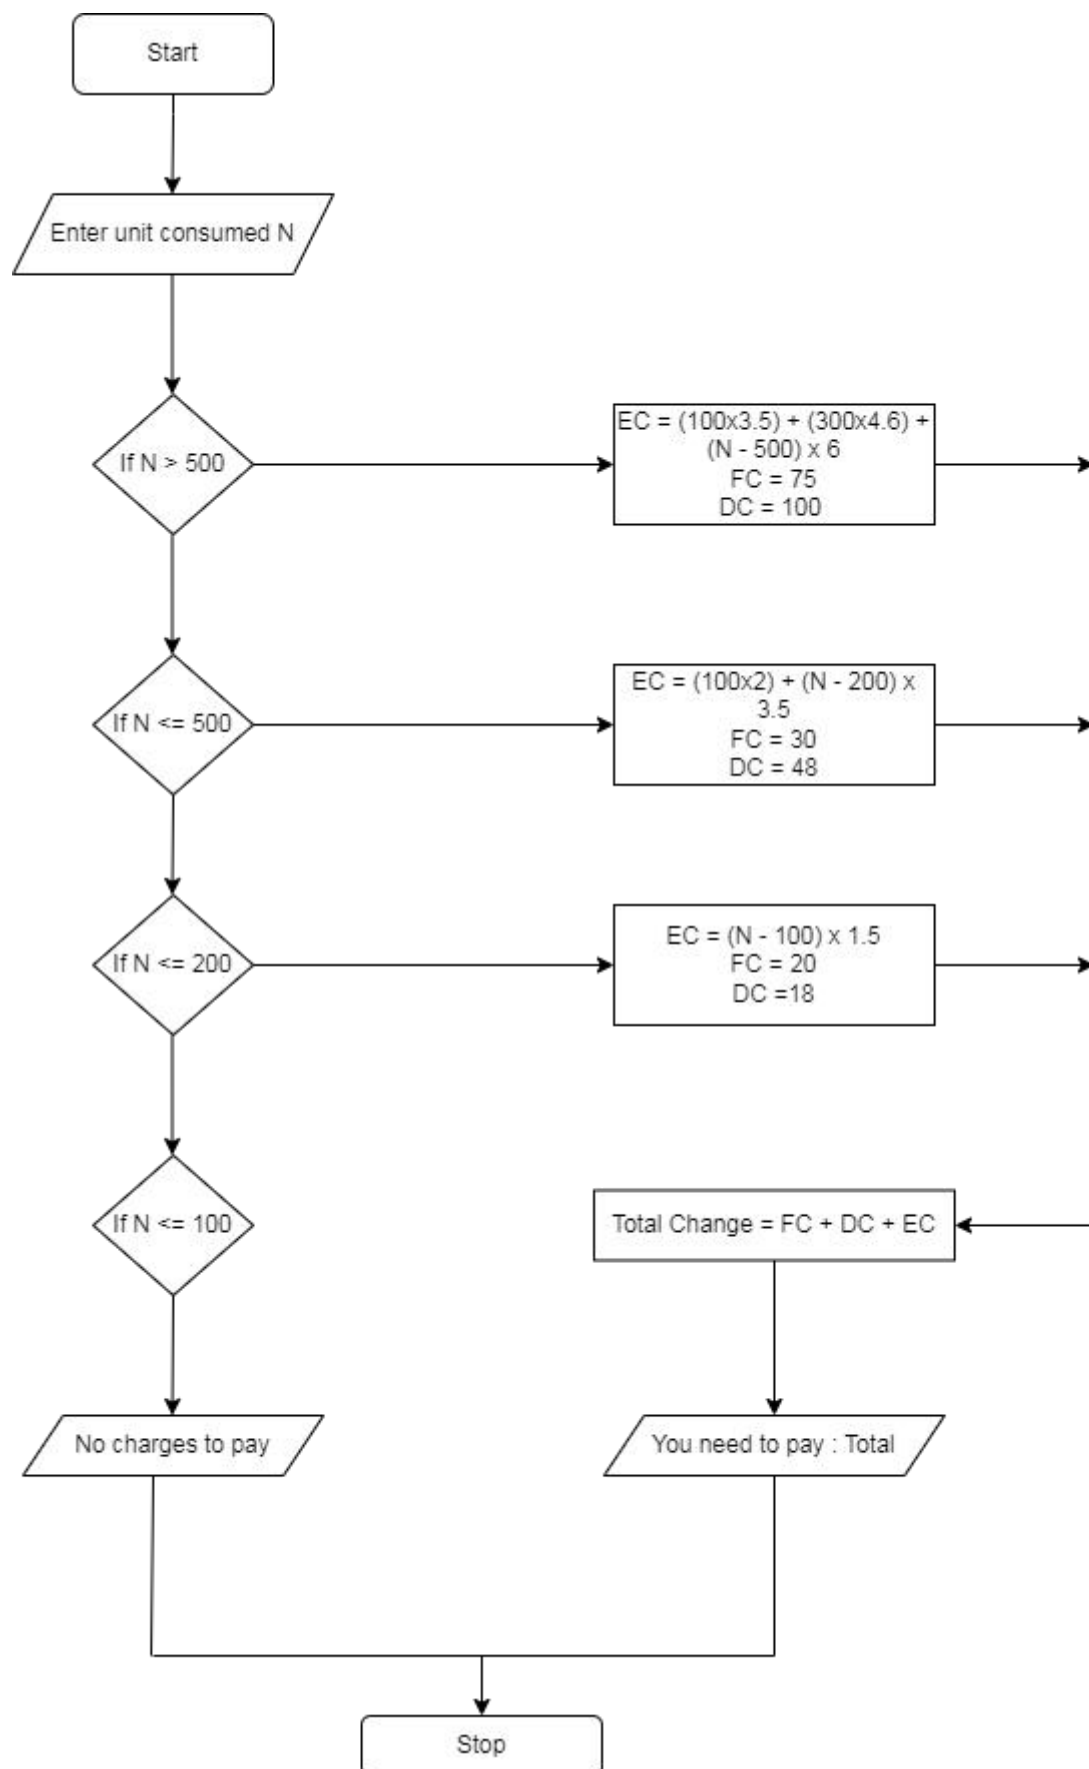 Start
Enter unit consumed N
If N > 500
EC = (100x3.5) + (300x4.6) +
(N - 500) x 6
FC = 75
DC = 100
If N <= 500
EC = (100x2) + (N - 200) x
3.5
FC = 30
DC = 48
If N <= 200
EC = (N - 100) x 1.5
FC = 20
DC =18
If N <= 100
Total Change = FC + DC + EC
No charges to pay
You need to pay : Total
Stop